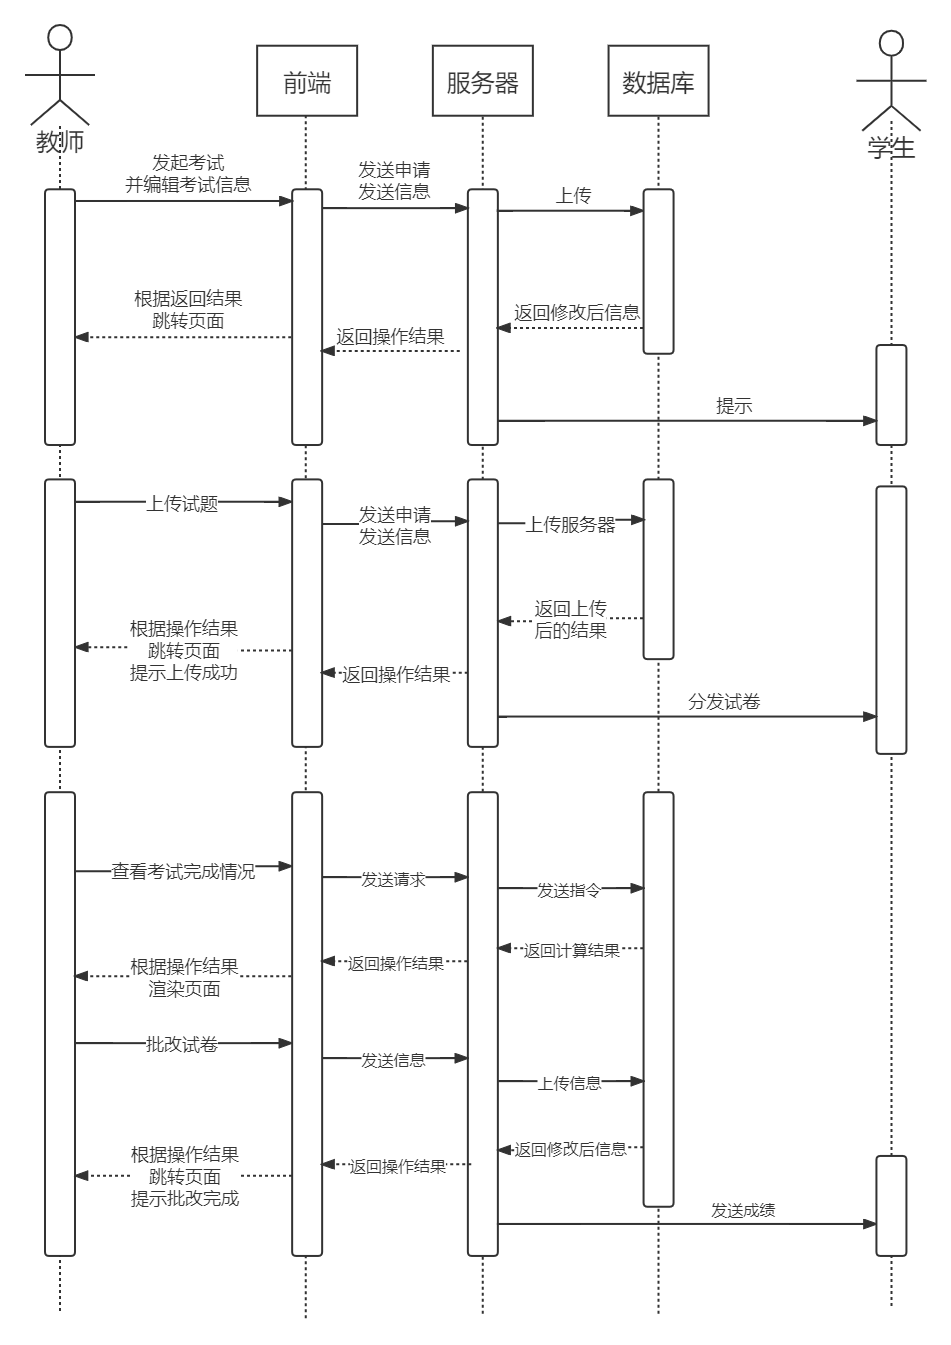 教师
前端
服务器
数据库
学生
发起考试
并编辑考试信息
发送申请
发送信息
上传
返回修改后信息
根据返回结果
跳转页面
返回操作结果
提示
上传试题
发送申请
发送信息
上传服务器
返回上传
后的结果
根据操作结果
跳转页面
提示上传成功
返回操作结果
分发试卷
查看考试完成情况
发送请求
发送指令
返回计算结果
返回操作结果
根据操作结果
渲染页面
批改试卷
发送信息
上传信息
返回修改后信息
返回操作结果
根据操作结果
跳转页面
提示批改完成
发送成绩